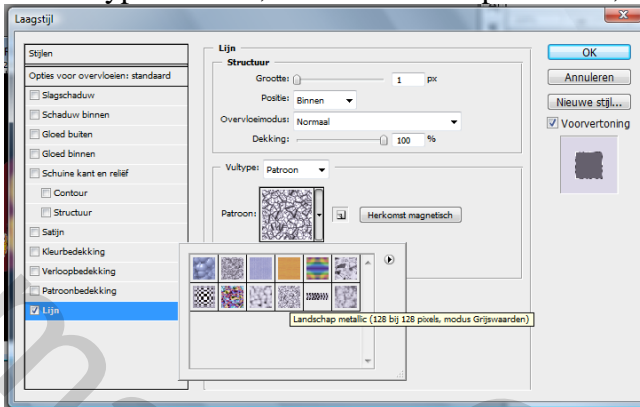 Laagstijl
Stijlen
Opties voor overvloeien: standaard
Slagschaduw
Schaduw binnen
Gloed buiten
Gloed binnen
Schuine kant en reliëf
Contour
Structuur
Satijn
Kleurbedekking
Verloopbedekking
Patroonbedekking
Lijn
Lijn
Structuur
Grootte: 1 px
Positie: Binnen
Overvloeimodus: Normaal
Dekking: 100 %
Vultype: Patroon
Patroon: Herkomst magnetisch
Landschap metallic (128 bij 128 pixels, modus Grijswaarden)
OK
Annuleren
Nieuwe stijl...
Voorvertoning